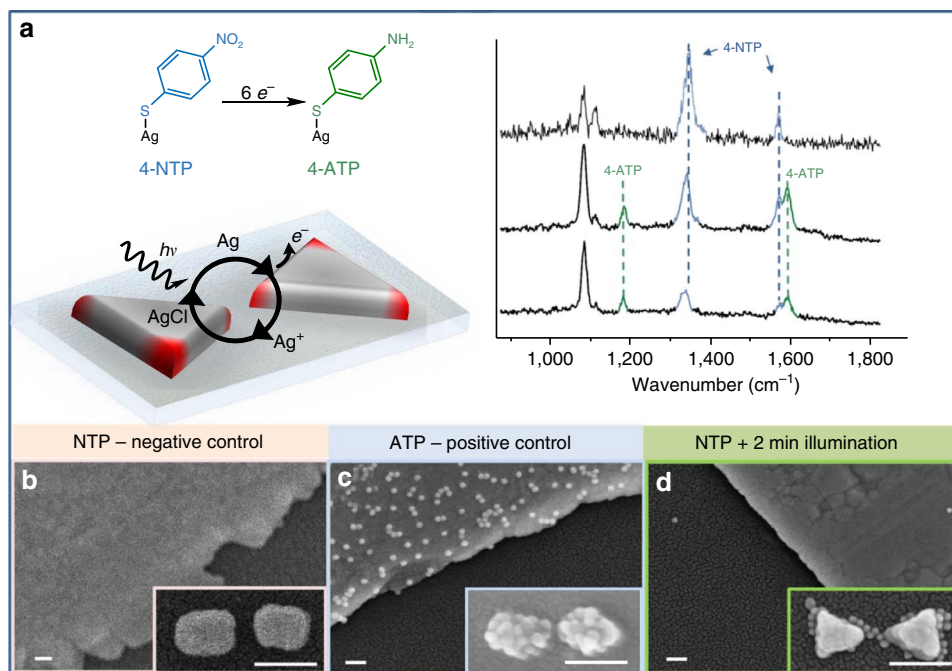 a
NO₂
NH₂
6 e⁻
S
S
Ag
Ag
4-NTP
4-ATP
4-NTP
4-ATP
4-ATP
hν
Ag
e⁻
AgCl
Ag⁺
1,000
1,200
1,400
1,600
1,800
Wavenumber (cm⁻¹)
NTP – negative control
ATP – positive control
NTP + 2 min illumination
b
c
d